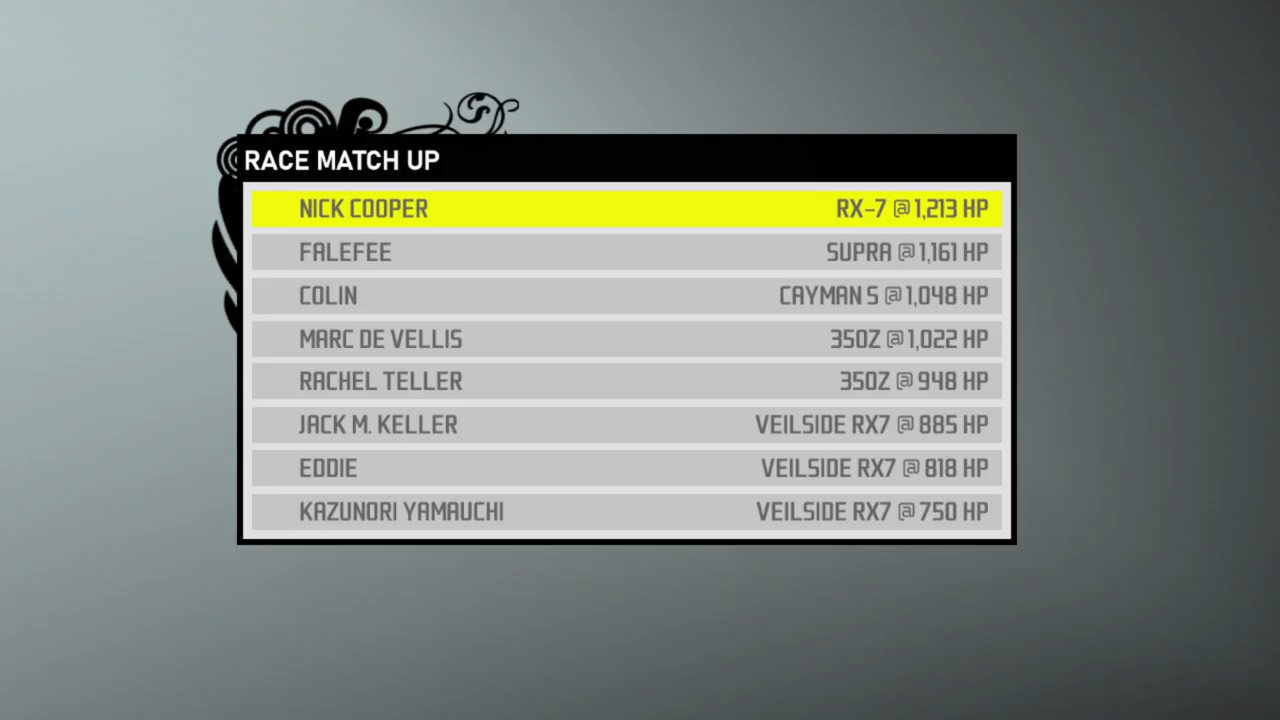 RACE MATCH UP
NICK COOPER RX-7 @ 1,213 HP
FALEFEE SUPRA @ 1,161 HP
COLIN CAYMAN S @ 1,048 HP
MARC DE VELLIS 350Z @ 1,022 HP
RACHEL TELLER 350Z @ 948 HP
JACK M. KELLER VEILSIDE RX7 @ 885 HP
EDDIE VEILSIDE RX7 @ 818 HP
KAZUNORI YAMAUCHI VEILSIDE RX7 @ 750 HP